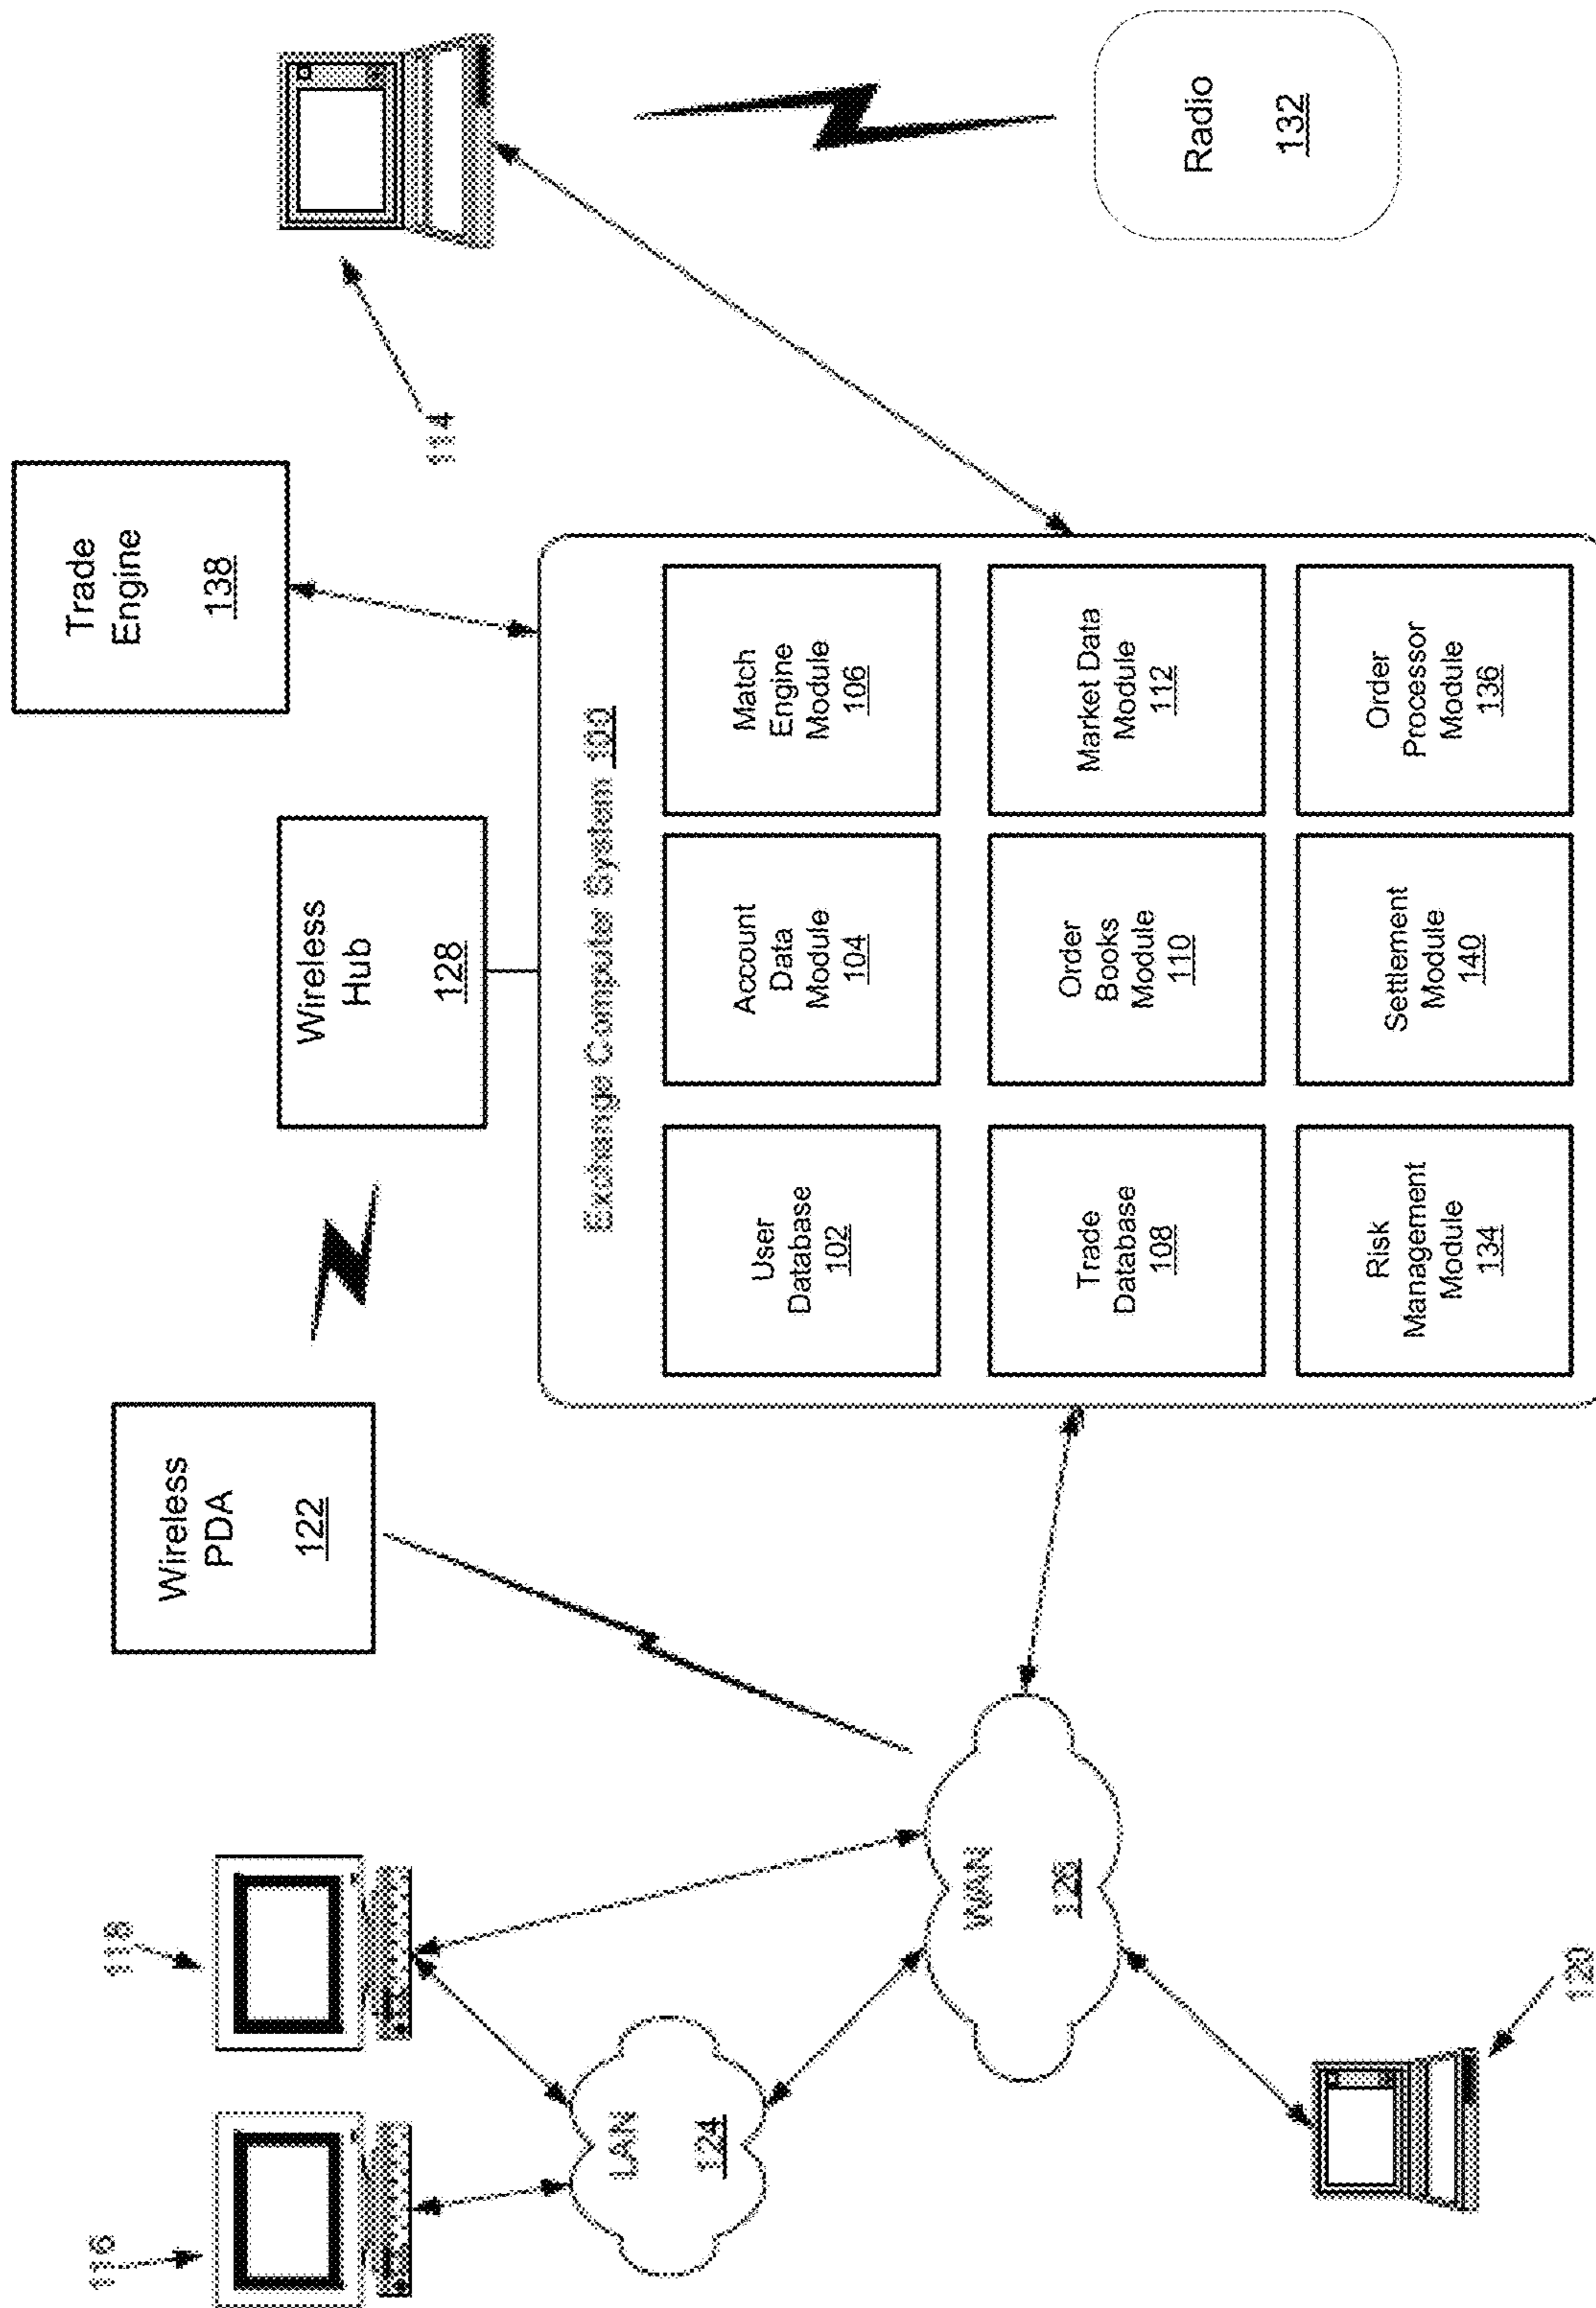 Trade
Engine
138
Wireless
Hub
128
Wireless
PDA
122
118
116
114
Exchange Computer System 100
User
Database
102
Account
Data
Module
104
Match
Engine
Module
106
Trade
Database
108
Order
Books
Module
110
Market Data
Module
112
Risk
Management
Module
134
Settlement
Module
140
Order
Processor
Module
136
LAN
124
WAN
126
120
Radio
132